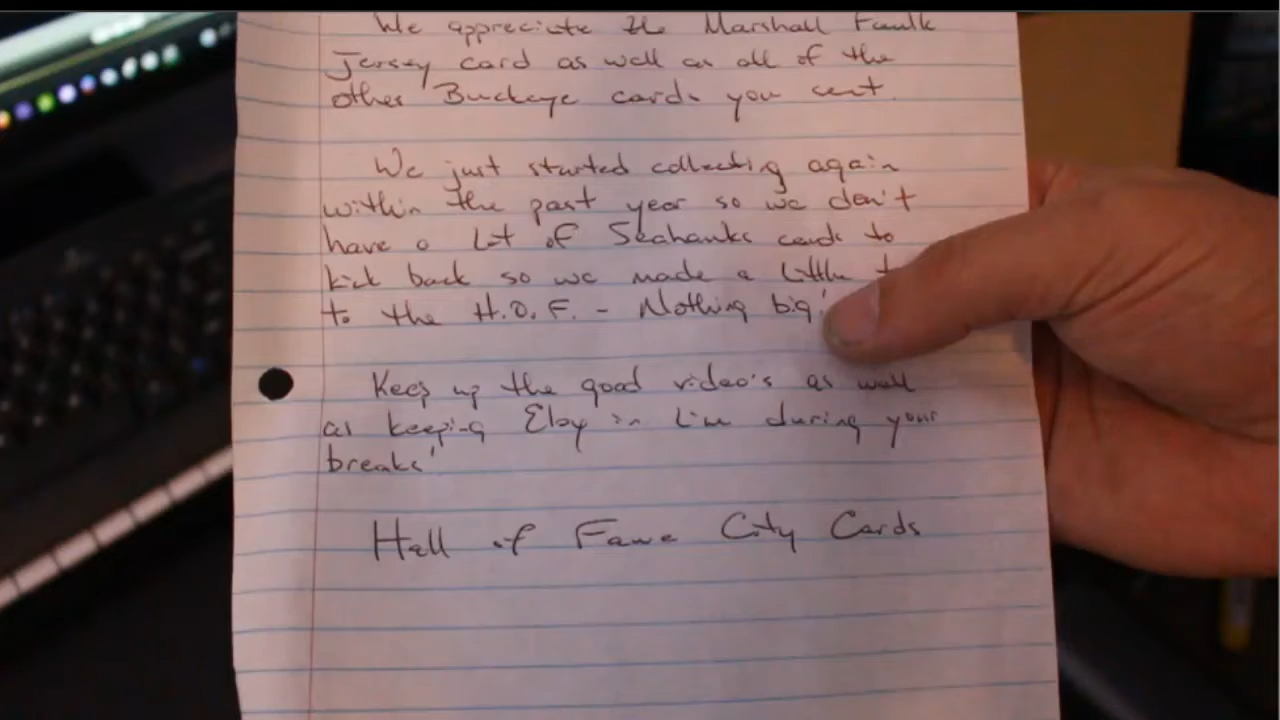 We appreciate the Marshall Faulk
Jersey card as well as all of the
other Buckeye cards you sent.
We just started collecting again
within the past year so we don't
have a lot of Seahawks cards to
kick back so we made a little
to the H.O.F. - Nothing big!
Keep up the good video's as well
as keeping Eloy in line during your
breaks!
Hall of Fame City Cards